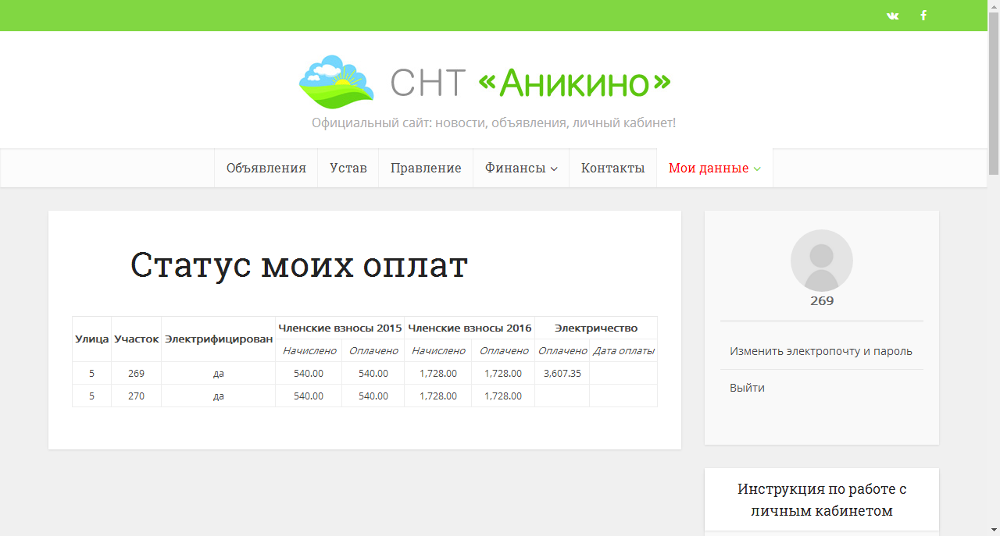 СНТ «Аникино»
Официальный сайт: новости, объявления, личный кабинет!
Объявления Устав Правление Финансы Контакты Мои данные
Статус моих оплат
Улица Участок Электрифицирован Членские взносы 2015 Членские взносы 2016 Электричество
Начислено Оплачено Начислено Оплачено Оплачено Дата оплаты
5 269 да 540.00 540.00 1,728.00 1,728.00 3,607.35
5 270 да 540.00 540.00 1,728.00 1,728.00
269
Изменить электропочту и пароль
Выйти
Инструкция по работе с
личным кабинетом